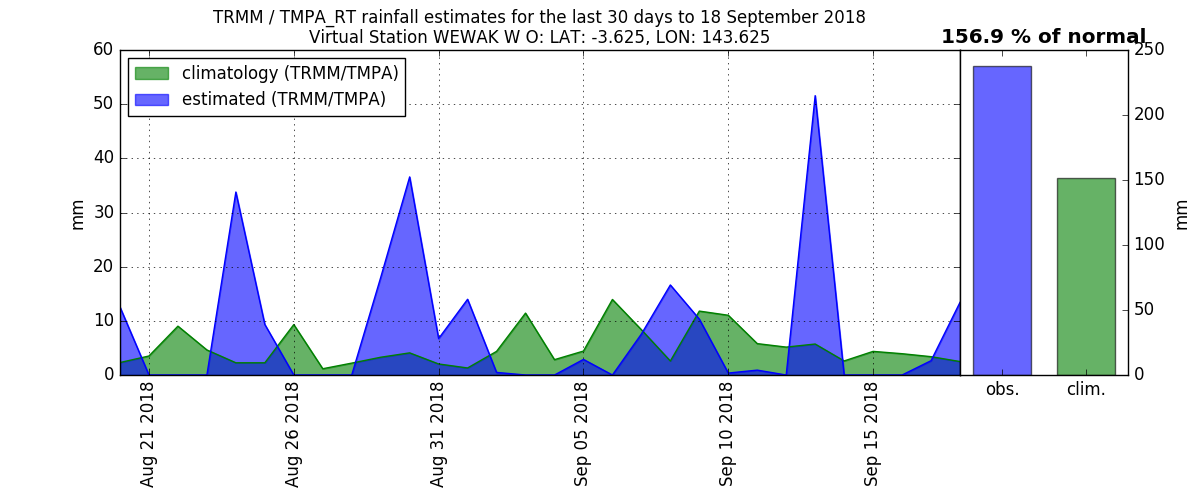 TRMM / TMPA_RT rainfall estimates for the last 30 days to 18 September 2018
Virtual Station WEWAK W O: LAT: -3.625, LON: 143.625
156.9 % of normal
climatology (TRMM/TMPA)
estimated (TRMM/TMPA)
mm
60
50
40
30
20
10
0
Aug 21 2018
Aug 26 2018
Aug 31 2018
Sep 05 2018
Sep 10 2018
Sep 15 2018
obs.
clim.
250
200
150
100
50
0
mm